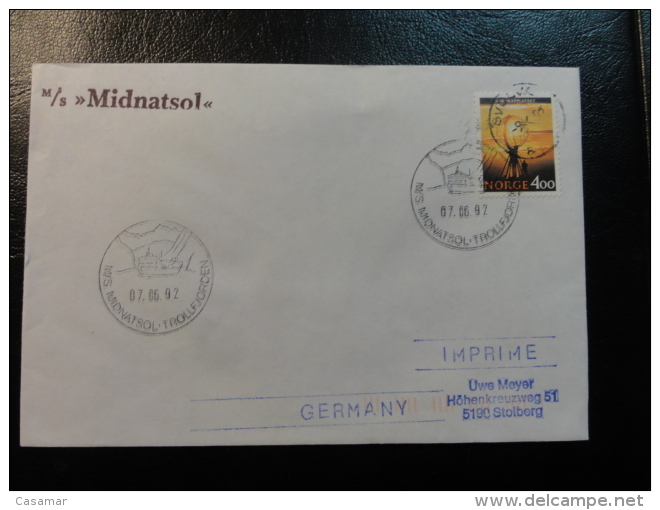 M/s »Midnatsol«
NORGE 4.00
07.06.92
M/S. MIDNATSOL·TROLLFJORDEN
07.06.92
M/S. MIDNATSOL·TROLLFJORDEN
IMPRIME
GERMANY
Uwe Meyer
Höhenkreuzweg 51
5190 Stolberg
Casamar
www.delcampe.net